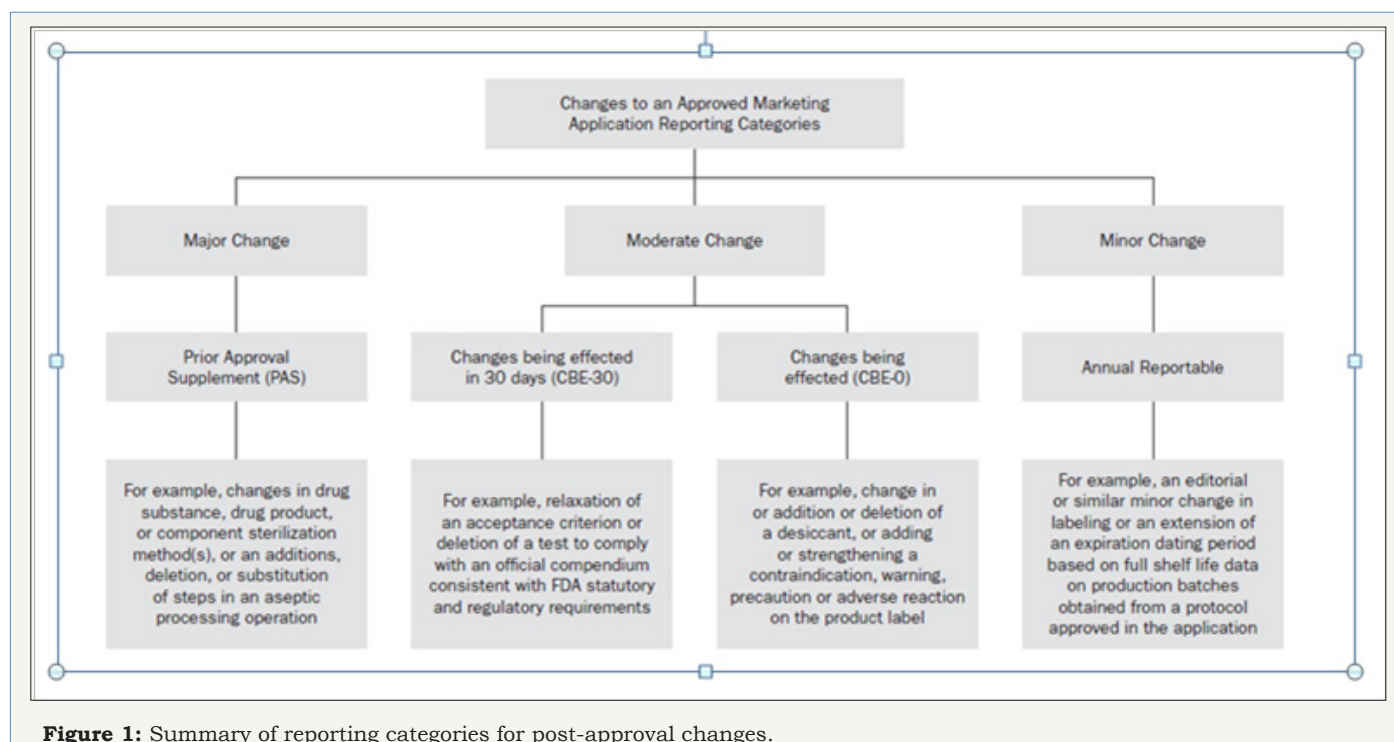 Changes to an Approved Marketing
Application Reporting Categories
Major Change
Moderate Change
Minor Change
Prior Approval
Supplement (PAS)
Changes being effected
in 30 days (CBE-30)
Changes being
effected (CBE-0)
Annual Reportable
For example, changes in drug
substance, drug product,
or component sterilization
method(s), or an additions,
deletion, or substitution
of steps in an aseptic
processing operation
For example, relaxation of
an acceptance criterion or
deletion of a test to comply
with an official compendium
consistent with FDA statutory
and regulatory requirements
For example, change in
or addition or deletion of
a desiccant, or adding
or strengthening a
contraindication, warning,
precaution or adverse reaction
on the product label
For example, an editorial
or similar minor change in
labeling or an extension of
an expiration dating period
based on full shelf life data
on production batches
obtained from a protocol
approved in the application
Figure 1: Summary of reporting categories for post-approval changes.